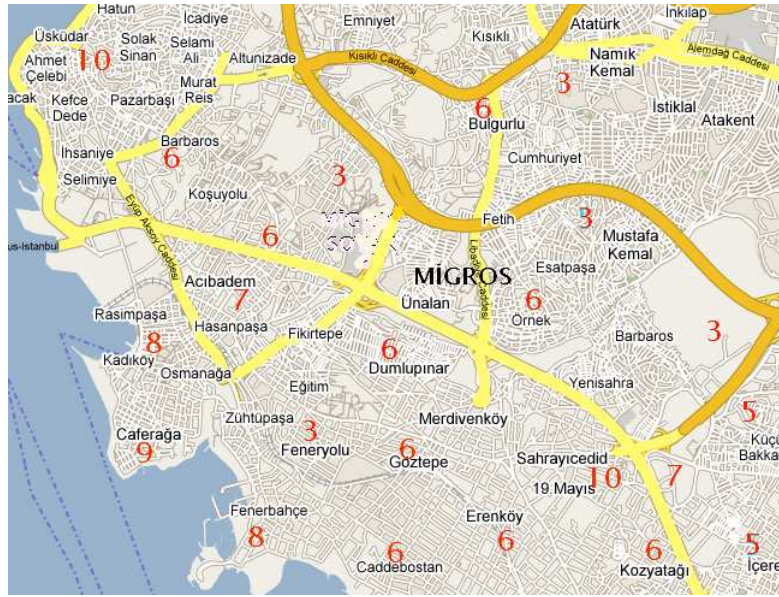 Hatun
İcadiye
Emniyet
Kısıklı
Atatürk
İnkılap
Üsküdar
Solak
Sinan
Selami
Ali
Altunizade
Kısıklı Caddesi
Namık
Kemal
Alemdağ Caddesi
Ahmet
Çelebi
10
Murat
Reis
3
acak
Kefce
Dede
Pazarbaşı
6
Bulgurlu
İstiklal
Atakent
İhsaniye
Barbaros
6
Cumhuriyet
Selimiye
Koşuyolu
3
Eyüp Aksoy Caddesi
Fetih
3
us-Istanbul
6
Mustafa
Kemal
Libadiye Caddesi
Esatpaşa
Acıbadem
MİGROS
7
Ünalan
6
Örnek
Rasimpaşa
Hasanpaşa
Fikirtepe
Barbaros
3
8
Kadıköy
6
Dumlupınar
Osmanağa
Eğitim
Yenisahra
Zühtüpaşa
Merdivenköy
5
Caferağa
3
Feneryolu
6
Göztepe
Küçü
Bakka
9
Sahrayıcedid
10
7
19 Mayıs
Fenerbahçe
8
Erenköy
6
6
5
Caddebostan
6
Kozyatağı
İçere